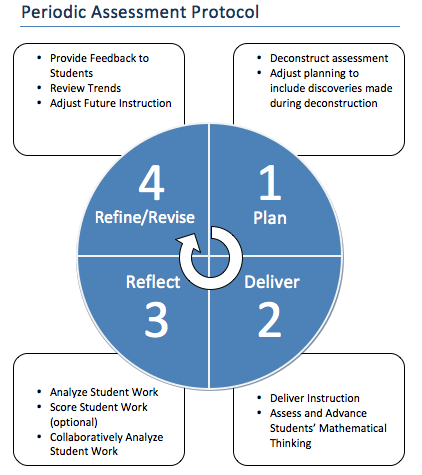 Periodic Assessment Protocol
• Provide Feedback to
Students
• Review Trends
• Adjust Future Instruction
• Deconstruct assessment
• Adjust planning to
include discoveries made
during deconstruction
4
Refine/Revise
1
Plan
Reflect
3
Deliver
2
• Analyze Student Work
• Score Student Work
(optional)
• Collaboratively Analyze
Student Work
• Deliver Instruction
• Assess and Advance
Students' Mathematical
Thinking